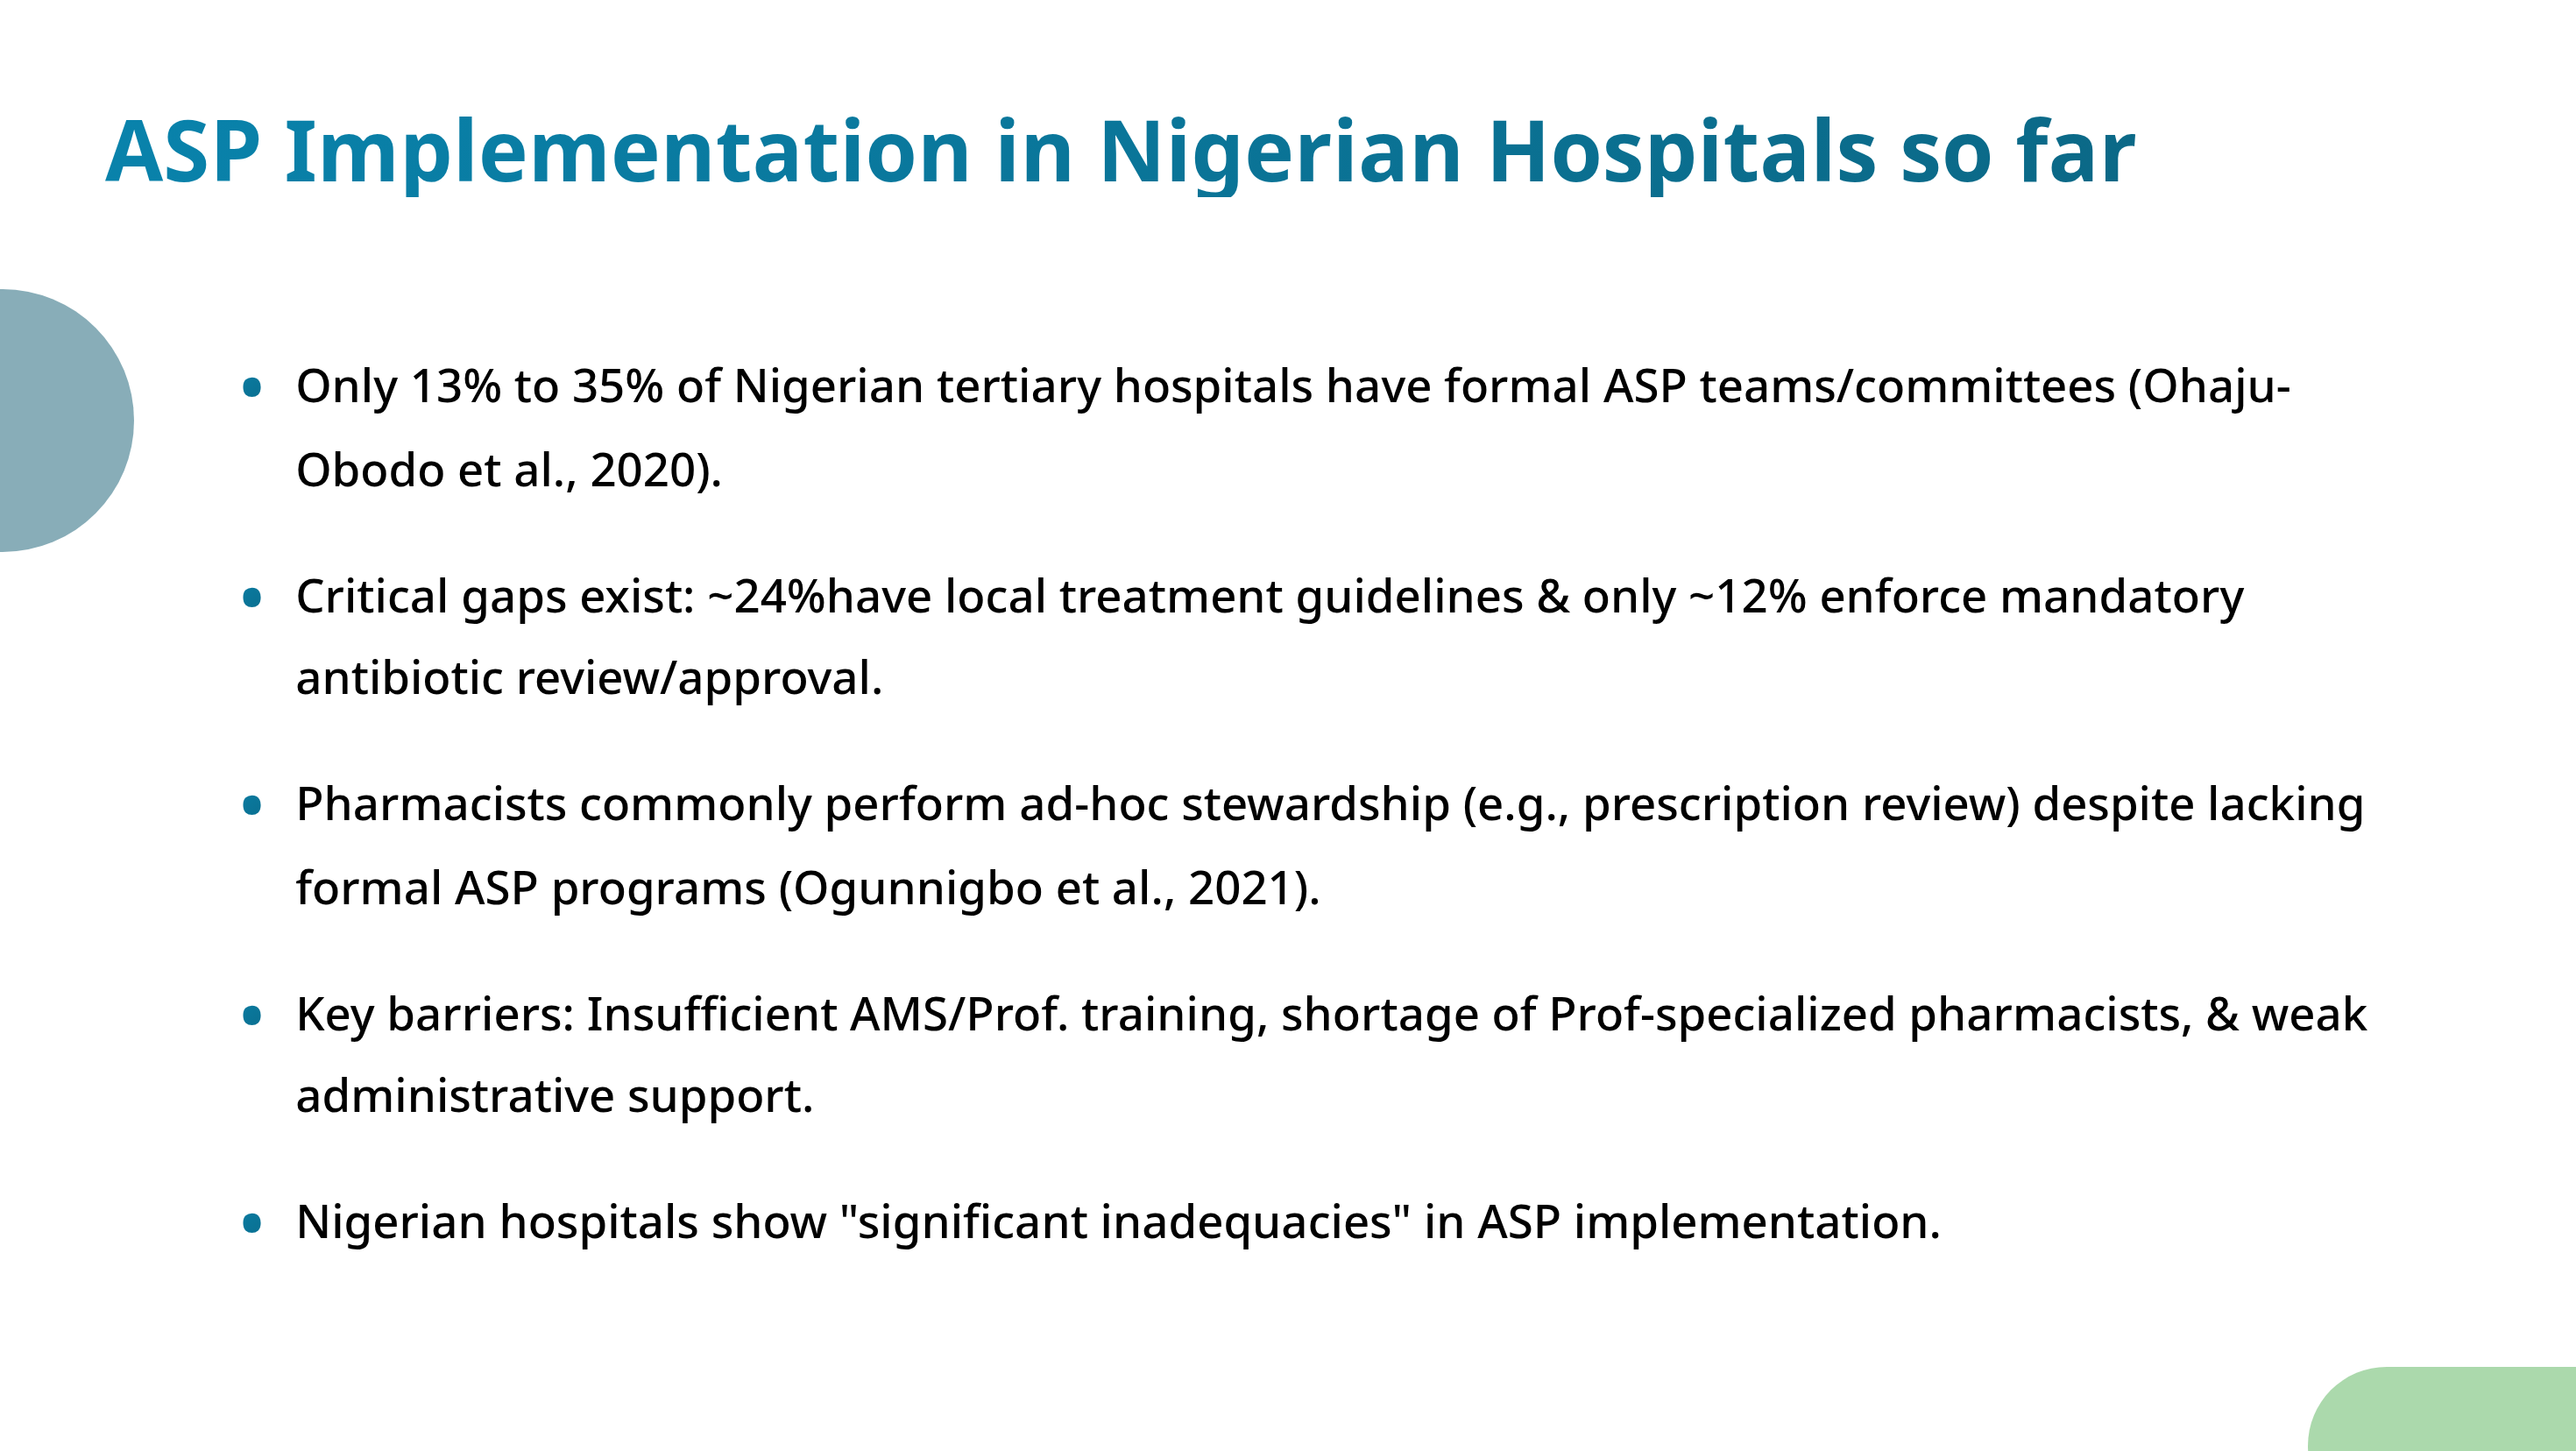 ASP Implementation in Nigerian Hospitals so far
• Only 13% to 35% of Nigerian tertiary hospitals have formal ASP teams/committees (Ohaju-
Obodo et al., 2020).
• Critical gaps exist: ~24%have local treatment guidelines & only ~12% enforce mandatory
antibiotic review/approval.
• Pharmacists commonly perform ad-hoc stewardship (e.g., prescription review) despite lacking
formal ASP programs (Ogunnigbo et al., 2021).
• Key barriers: Insufficient AMS/Prof. training, shortage of Prof-specialized pharmacists, & weak
administrative support.
• Nigerian hospitals show "significant inadequacies" in ASP implementation.